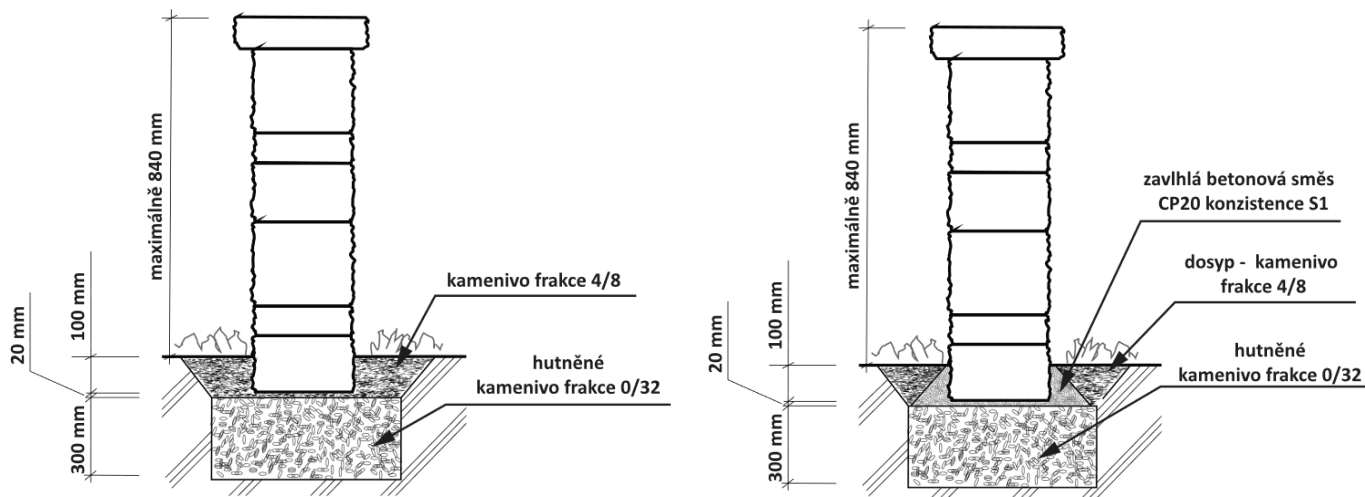 maximálně 840 mm
100 mm
20 mm
300 mm
kamenivo frakce 4/8
hutněné
kamenivo frakce 0/32
maximálně 840 mm
100 mm
20 mm
300 mm
zavlhlá betonová směs
CP20 konzistence S1
dosyp - kamenivo
frakce 4/8
hutněné
kamenivo frakce 0/32